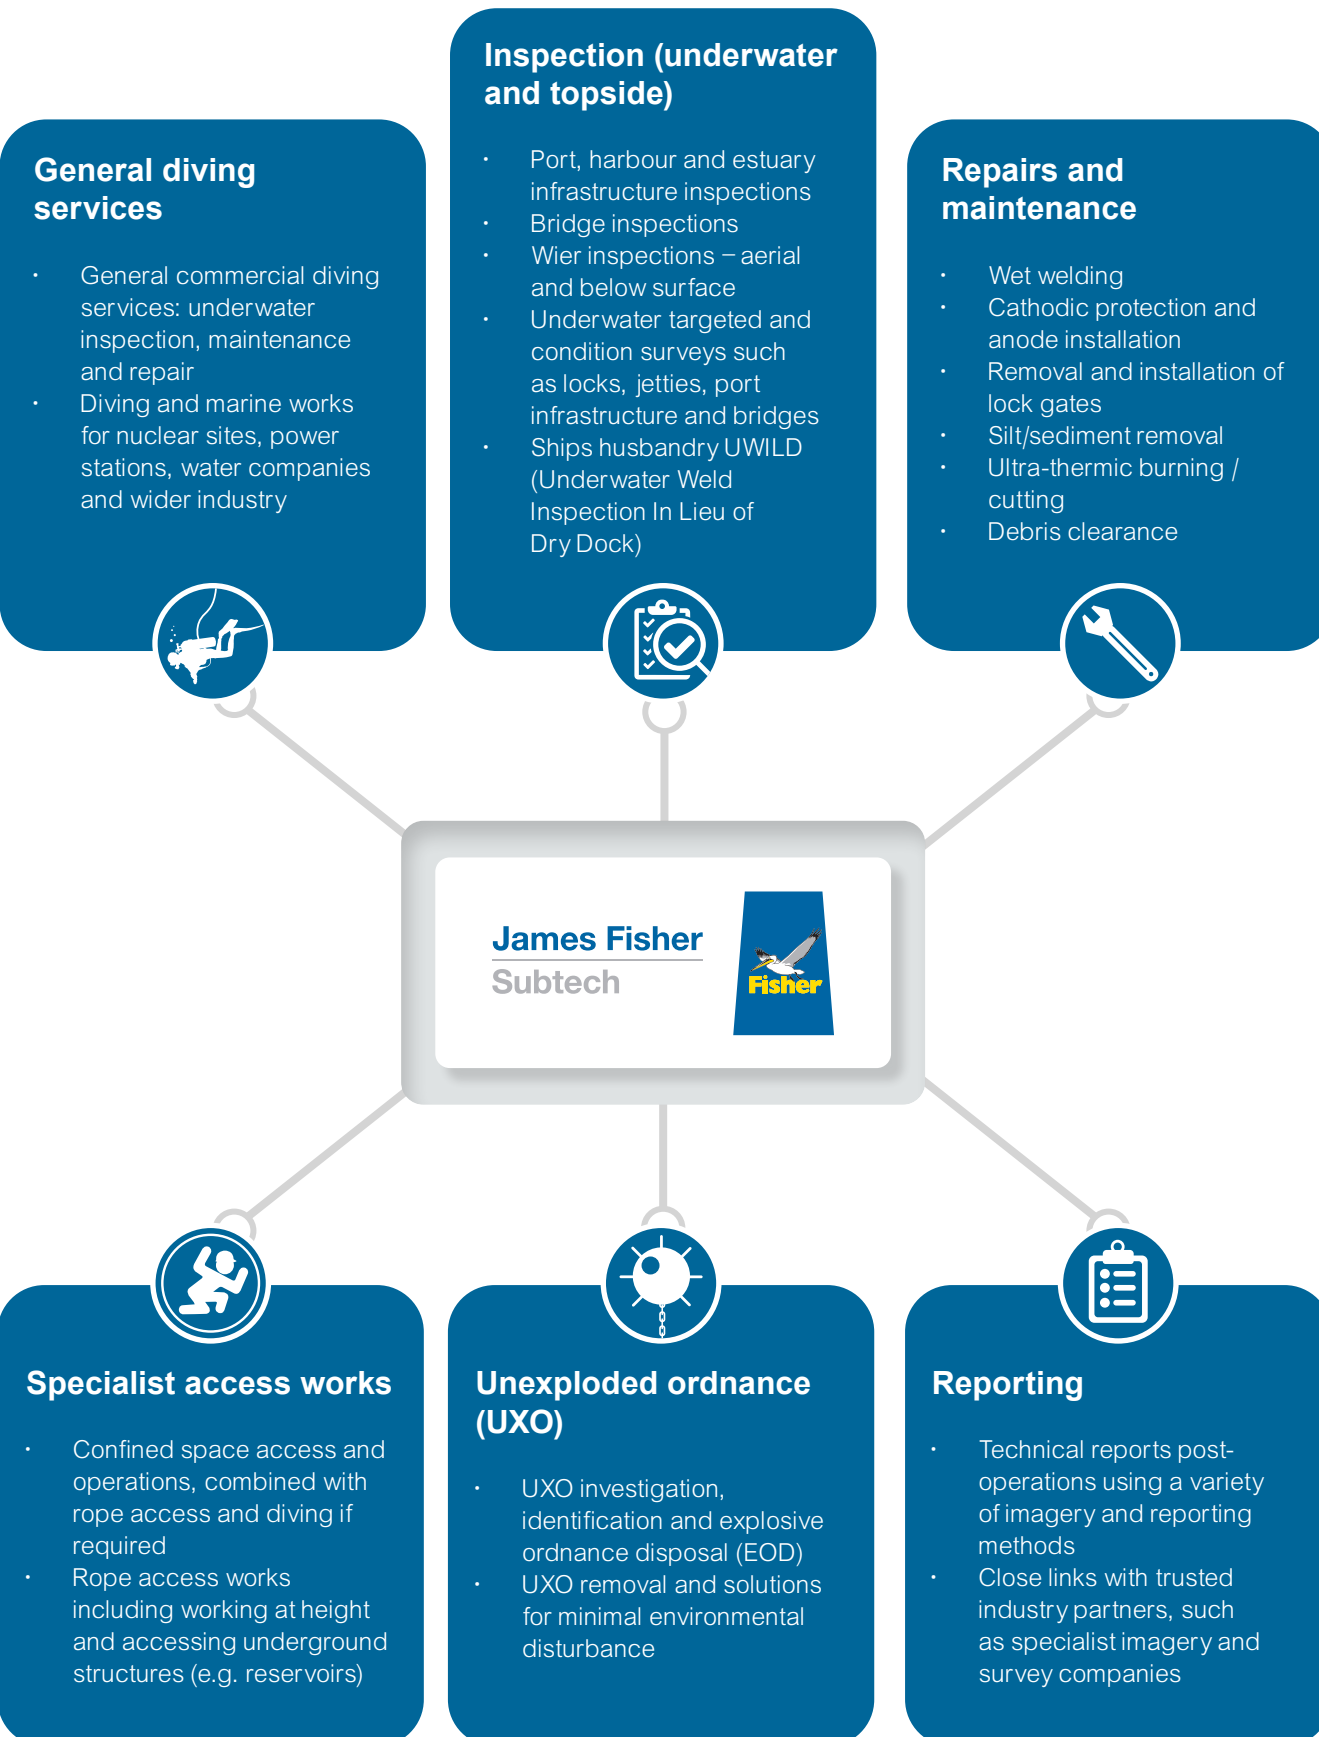 General diving
services
• General commercial diving
services: underwater
inspection, maintenance
and repair
• Diving and marine works
for nuclear sites, power
stations, water companies
and wider industry
Inspection (underwater
and topside)
• Port, harbour and estuary
infrastructure inspections
• Bridge inspections
• Wier inspections – aerial
and below surface
• Underwater targeted and
condition surveys such
as locks, jetties, port
infrastructure and bridges
• Ships husbandry UWILD
(Underwater Weld
Inspection In Lieu of
Dry Dock)
Repairs and
maintenance
• Wet welding
• Cathodic protection and
anode installation
• Removal and installation of
lock gates
• Silt/sediment removal
• Ultra-thermic burning /
cutting
• Debris clearance
James Fisher
Subtech
Fisher
Specialist access works
• Confined space access and
operations, combined with
rope access and diving if
required
• Rope access works
including working at height
and accessing underground
structures (e.g. reservoirs)
Unexploded ordnance
(UXO)
• UXO investigation,
identification and explosive
ordnance disposal (EOD)
• UXO removal and solutions
for minimal environmental
disturbance
Reporting
• Technical reports post-
operations using a variety
of imagery and reporting
methods
• Close links with trusted
industry partners, such
as specialist imagery and
survey companies